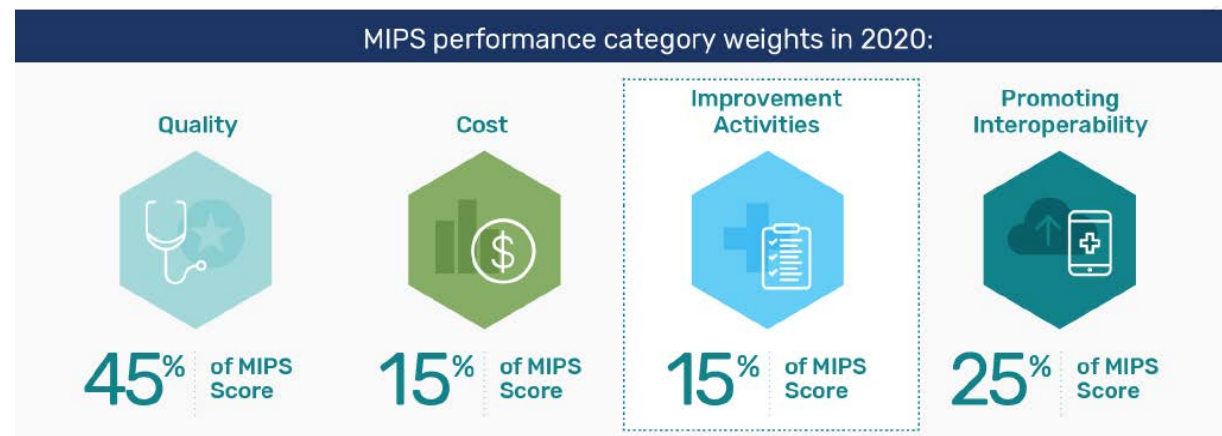 MIPS performance category weights in 2020:
Quality
Cost
Improvement
Activities
Promoting
Interoperability
$
45% of MIPS
Score
15% of MIPS
Score
15% of MIPS
Score
25% of MIPS
Score